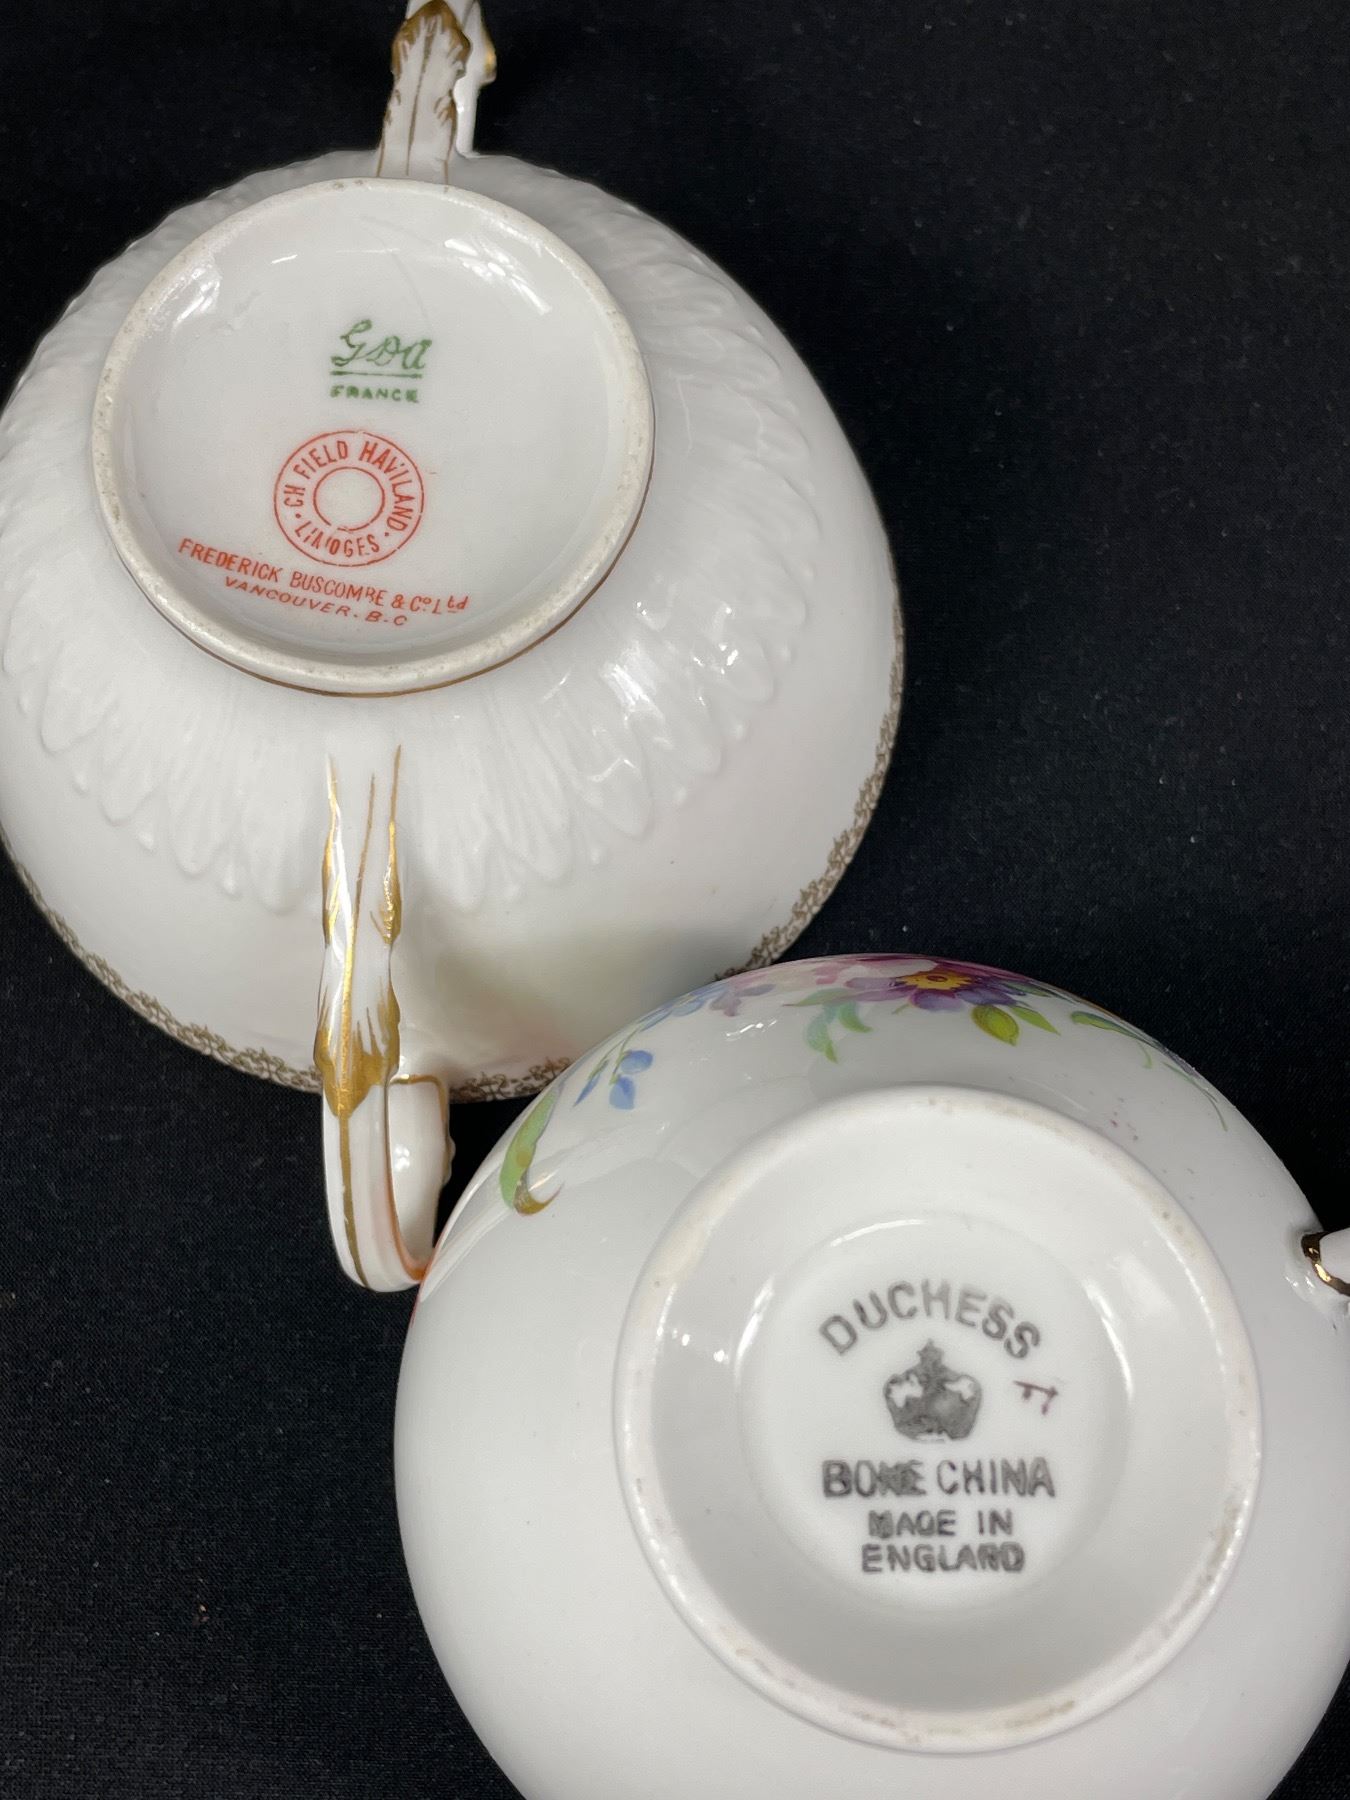 GDA
FRANCE
CH FIELD HAVILAND
· LIMOGES ·
FREDERICK BUSCOMBE & Co. Ltd
VANCOUVER. B.C
DUCHESS
F
BONE CHINA
MADE IN
ENGLAND